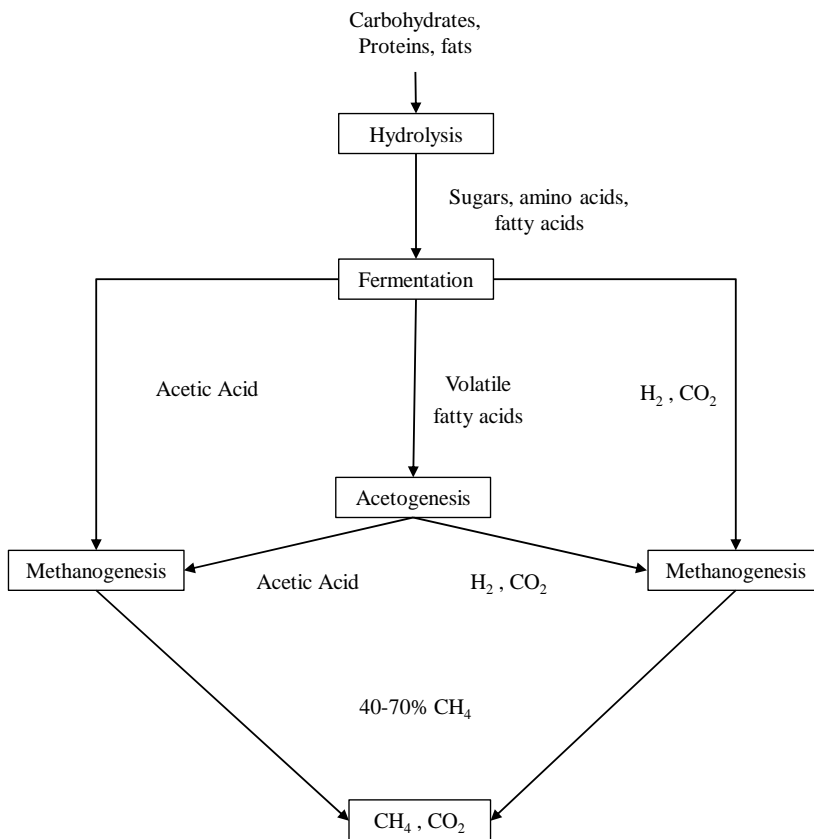 Carbohydrates,
Proteins, fats
Hydrolysis
Sugars, amino acids,
fatty acids
Fermentation
Acetic Acid
Volatile
fatty acids
H₂ , CO₂
Acetogenesis
Methanogenesis
Acetic Acid
H₂ , CO₂
Methanogenesis
40-70% CH₄
CH₄ , CO₂